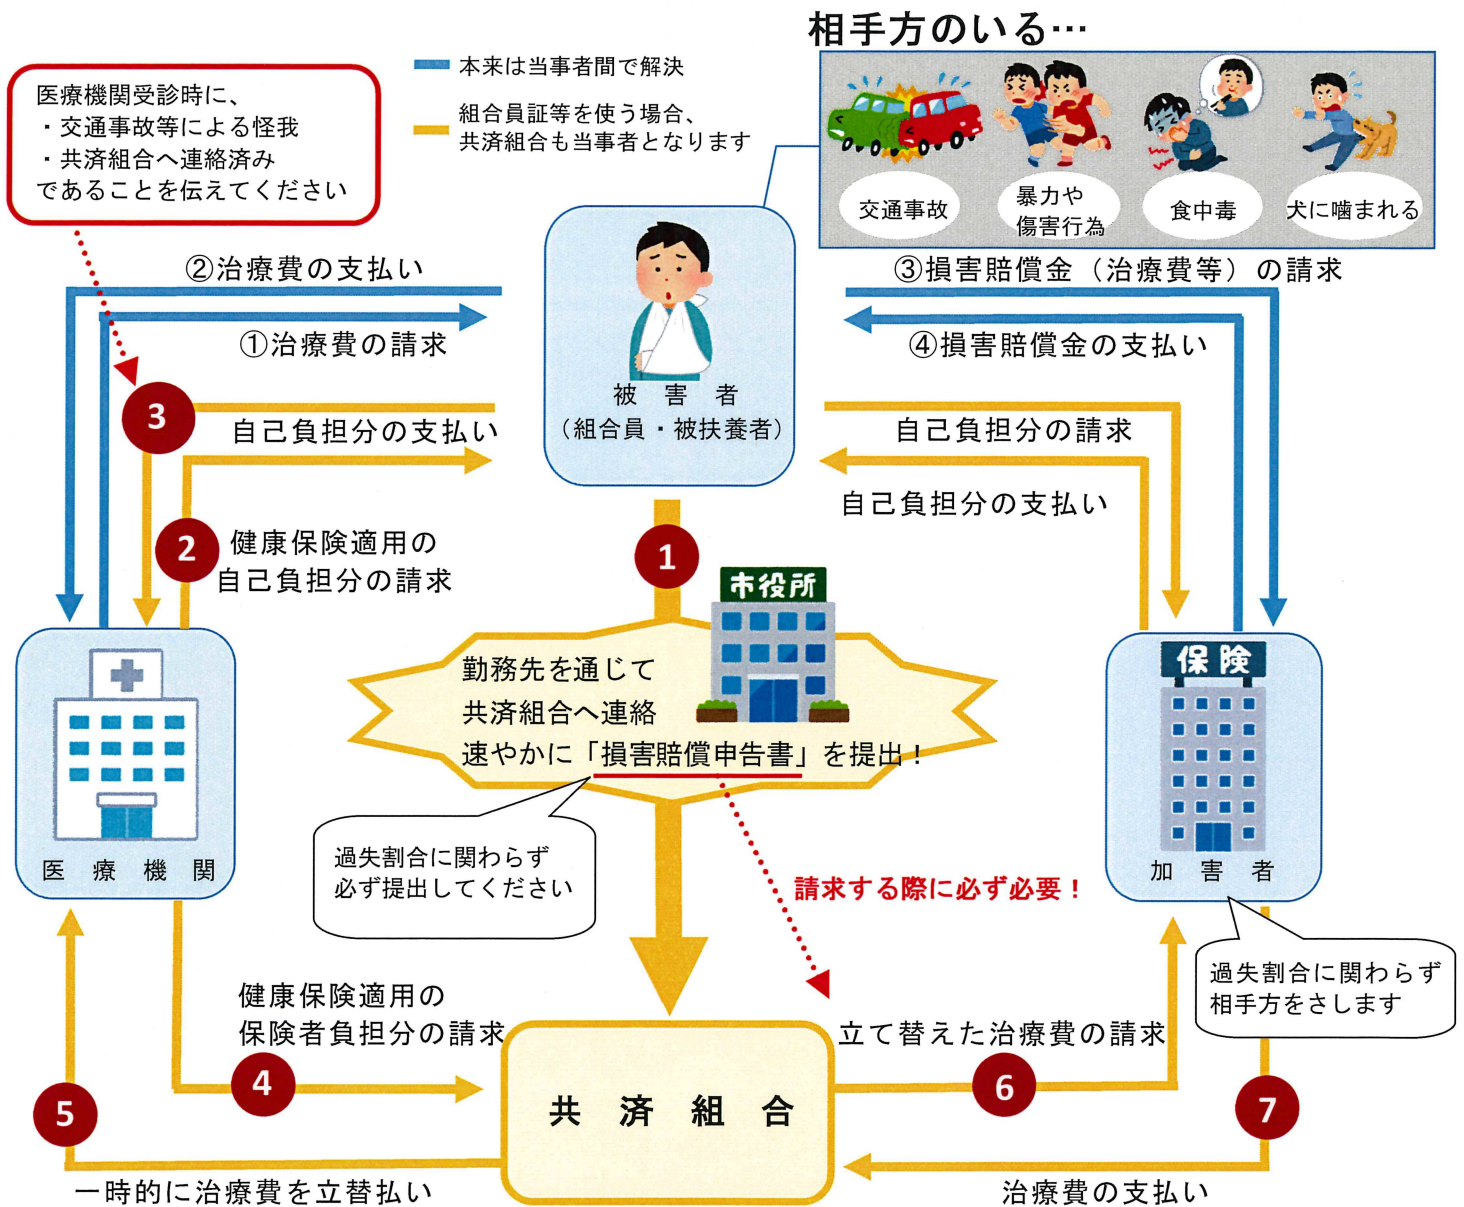 相手方のいる…
本来は当事者間で解決
組合員証等を使う場合、
共済組合も当事者となります
医療機関受診時に、
・交通事故等による怪我
・共済組合へ連絡済み
であることを伝えてください
交通事故
暴力や
傷害行為
食中毒
犬に噛まれる
②治療費の支払い
①治療費の請求
③損害賠償金（治療費等）の請求
④損害賠償金の支払い
被害者
（組合員・被扶養者）
3
自己負担分の支払い
自己負担分の請求
自己負担分の支払い
2
健康保険適用の
自己負担分の請求
1
市役所
勤務先を通じて
共済組合へ連絡
速やかに「損害賠償申告書」を提出！
過失割合に関わらず
必ず提出してください
請求する際に必ず必要！
医療機関
保険
加害者
過失割合に関わらず
相手方をさします
健康保険適用の
保険者負担分の請求
4
5
一時的に治療費を立替払い
共済組合
立て替えた治療費の請求
6
7
治療費の支払い